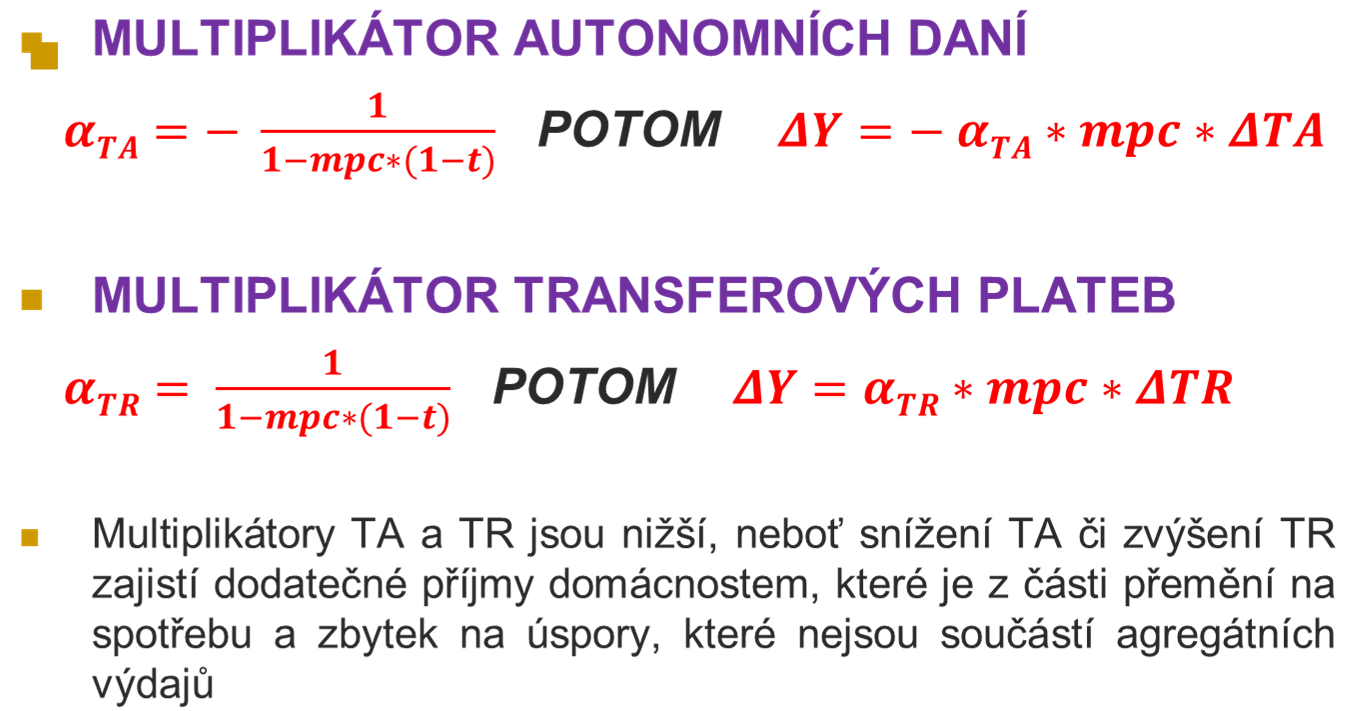 MULTIPLIKÁTOR AUTONOMNÍCH DANÍ
α_TA = − 1/(1−mpc*(1−t)) POTOM ΔY = − α_TA * mpc * ΔTA
MULTIPLIKÁTOR TRANSFEROVÝCH PLATEB
α_TR = 1/(1−mpc*(1−t)) POTOM ΔY = α_TR * mpc * ΔTR
Multiplikátory TA a TR jsou nižší, neboť snížení TA či zvýšení TR
zajistí dodatečné příjmy domácnostem, které je z části přemění na
spotřebu a zbytek na úspory, které nejsou součástí agregátních
výdajů